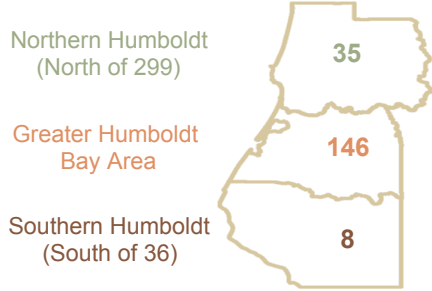 Northern Humboldt
(North of 299)
35
Greater Humboldt
Bay Area
146
Southern Humboldt
(South of 36)
8